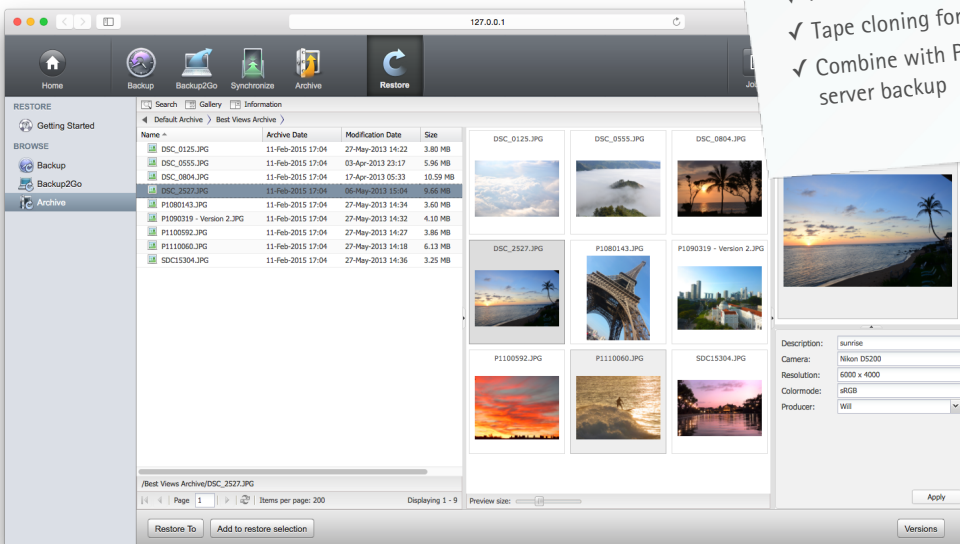 127.0.0.1
✓ Tape cloning for
✓ Combine with P
server backup
Home
Backup
Backup2Go
Synchronize
Archive
Restore
RESTORE
Getting Started
BROWSE
Backup
Backup2Go
Archive
Search Gallery Information
Default Archive > Best Views Archive >
Name Archive Date Modification Date Size
DSC_0125.JPG 11-Feb-2015 17:04 27-May-2013 14:22 3.80 MB
DSC_0555.JPG 11-Feb-2015 17:04 03-Apr-2013 23:17 5.96 MB
DSC_0804.JPG 11-Feb-2015 17:04 17-Apr-2013 05:33 10.59 MB
DSC_2527.JPG 11-Feb-2015 17:04 06-May-2013 15:04 9.66 MB
P1080143.JPG 11-Feb-2015 17:04 27-May-2013 14:34 3.60 MB
P1090319 - Version 2.JPG 11-Feb-2015 17:04 27-May-2013 14:32 4.10 MB
P1100592.JPG 11-Feb-2015 17:04 27-May-2013 14:27 3.86 MB
P1110060.JPG 11-Feb-2015 17:04 27-May-2013 14:18 6.13 MB
SDC15304.JPG 11-Feb-2015 17:04 27-May-2013 14:36 3.25 MB
DSC_0125.JPG
DSC_0555.JPG
DSC_0804.JPG
DSC_2527.JPG
P1080143.JPG
P1090319 - Version 2.JPG
P1100592.JPG
P1110060.JPG
SDC15304.JPG
Description: sunrise
Camera: Nikon D5200
Resolution: 6000 x 4000
Colormode: sRGB
Producer: Will
Apply
/Best Views Archive/DSC_2527.JPG
Page 1 Items per page: 200 Displaying 1 - 9
Preview size:
Restore To
Add to restore selection
Versions